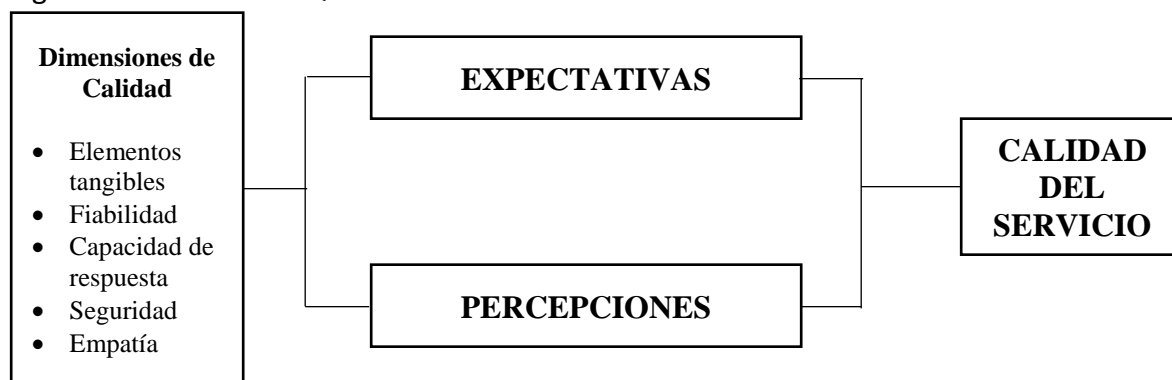 Dimensiones de
Calidad
• Elementos
tangibles
• Fiabilidad
• Capacidad de
respuesta
• Seguridad
• Empatía
EXPECTATIVAS
PERCEPCIONES
CALIDAD
DEL
SERVICIO